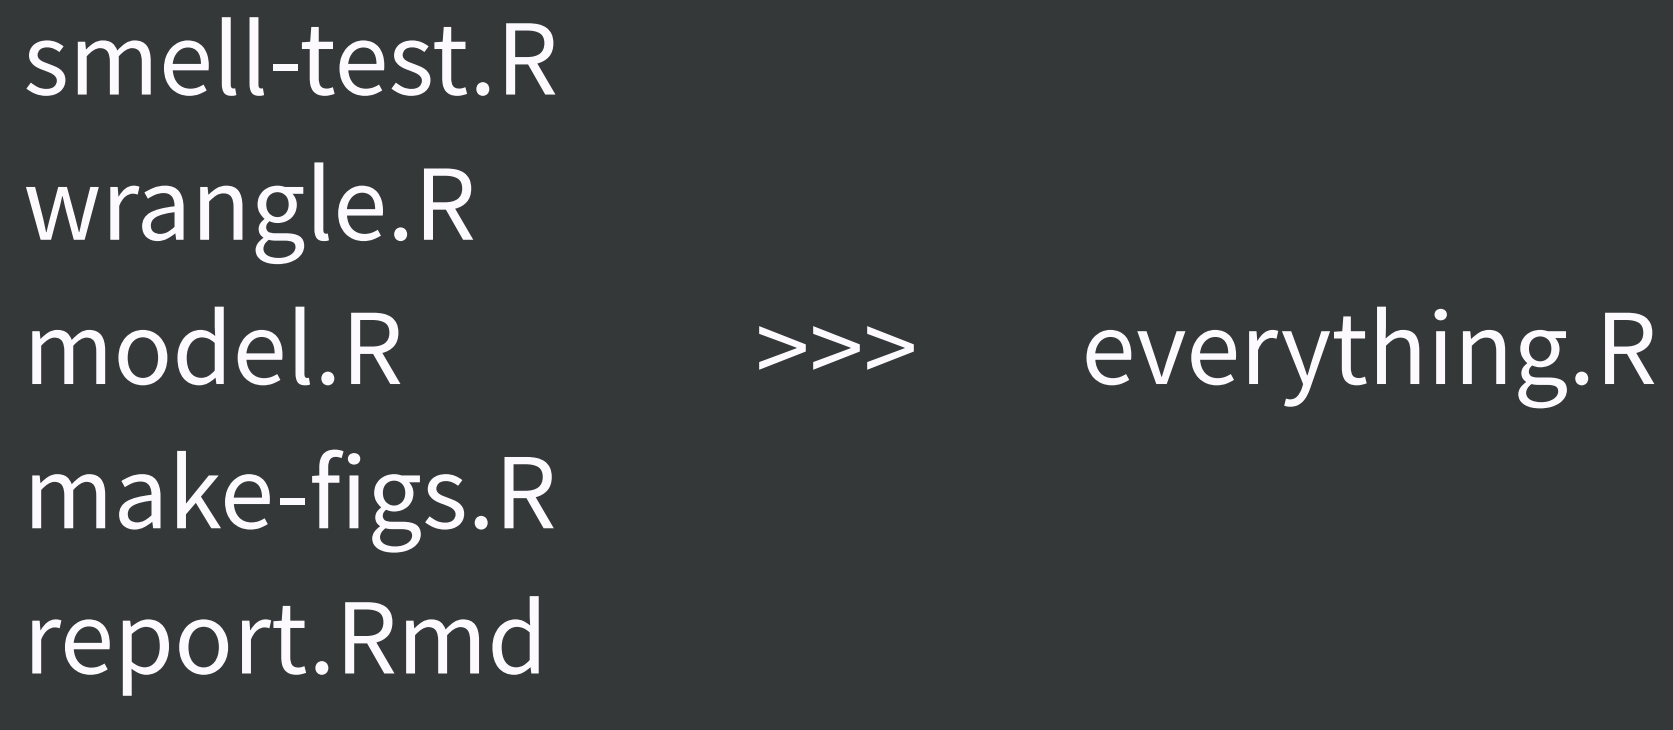 smell-test.R
wrangle.R
model.R >>> everything.R
make-figs.R
report.Rmd